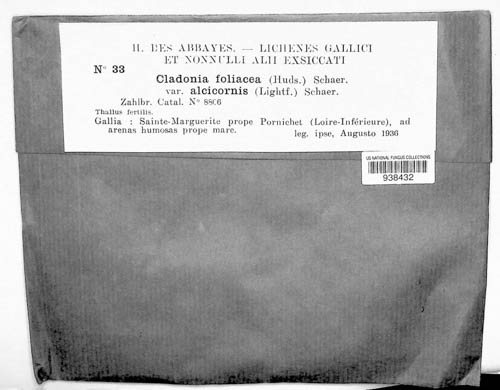 H. DES ABBAYES. — LICHENES GALLICI
ET NONNULLI ALII EXSICCATI
N° 33
Cladonia foliacea (Huds.) Schaer.
var. alcicornis (Lightf.) Schaer.
Zahlbr. Catal. N° 8806
Thallus fertilis.
Gallia : Sainte-Marguerite prope Pornichet (Loire-Inférieure), ad
arenas humosas prope mare.
leg. ipse, Augusto 1936
US NATIONAL FUNGUS COLLECTIONS
938432